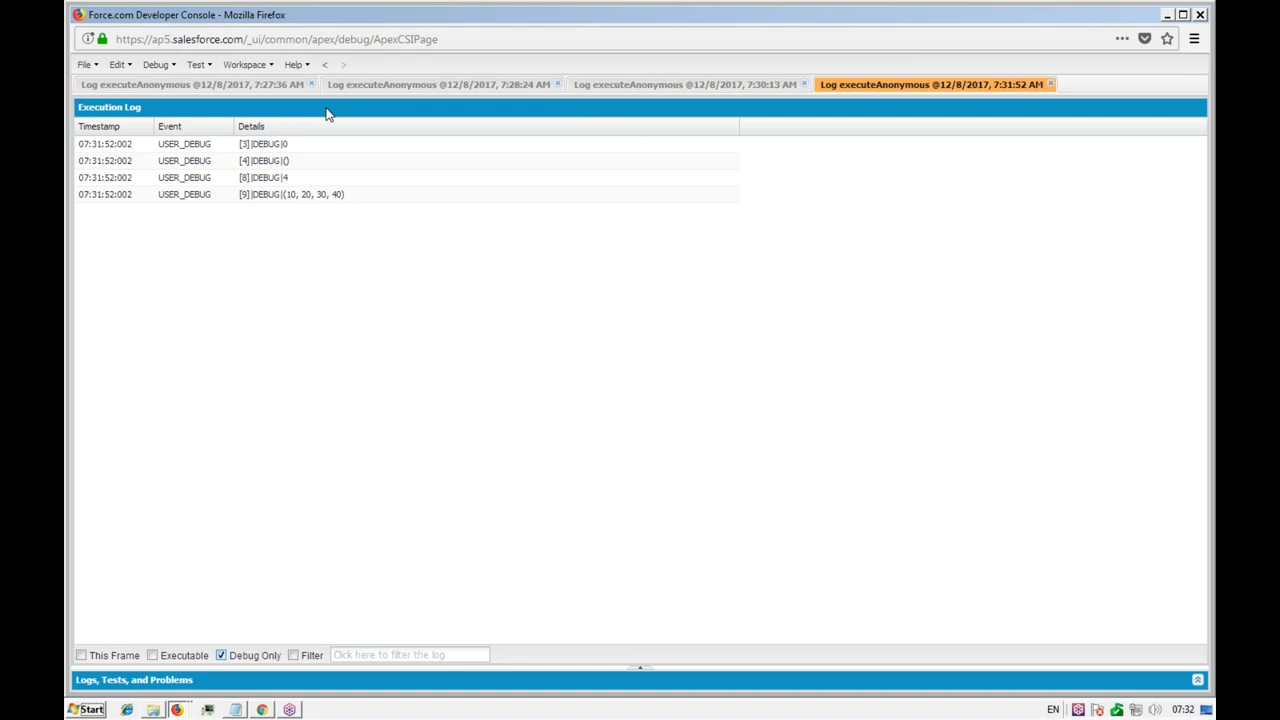 Force.com Developer Console - Mozilla Firefox
https://ap5.salesforce.com/_ui/common/apex/debug/ApexCSIPage
File Edit Debug Test Workspace Help < >
Log executeAnonymous @12/8/2017, 7:27:36 AM Log executeAnonymous @12/8/2017, 7:28:24 AM Log executeAnonymous @12/8/2017, 7:30:13 AM Log executeAnonymous @12/8/2017, 7:31:52 AM
Execution Log
Timestamp Event Details
07:31:52:002 USER_DEBUG [3]|DEBUG|0
07:31:52:002 USER_DEBUG [4]|DEBUG|()
07:31:52:002 USER_DEBUG [8]|DEBUG|4
07:31:52:002 USER_DEBUG [9]|DEBUG|(10, 20, 30, 40)
This Frame Executable Debug Only Filter Click here to filter the log
Logs, Tests, and Problems
Start EN 07:32